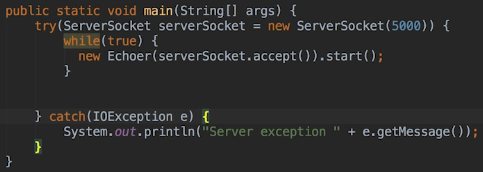 public static void main(String[] args) {
    try(ServerSocket serverSocket = new ServerSocket(5000)) {
        while(true) {
            new Echoer(serverSocket.accept()).start();
        }
    } catch(IOException e) {
        System.out.println("Server exception " + e.getMessage());
    }
}